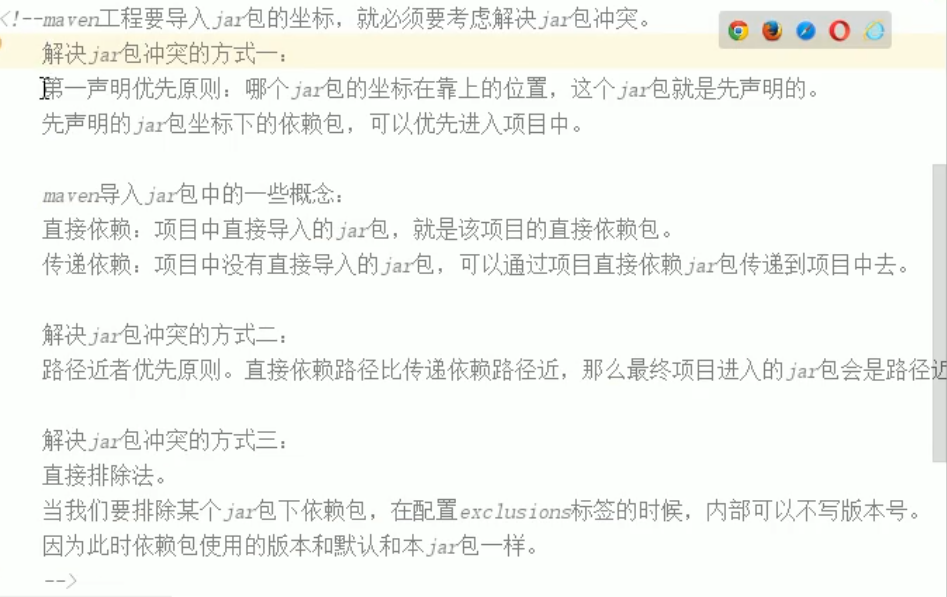 <!--maven工程要导入jar包的坐标，就必须要考虑解决jar包冲突。
解决jar包冲突的方式一：
第一声明优先原则：哪个jar包的坐标在靠上的位置，这个jar包就是先声明的。
先声明的jar包坐标下的依赖包，可以优先进入项目中。
maven导入jar包中的一些概念：
直接依赖：项目中直接导入的jar包，就是该项目的直接依赖包。
传递依赖：项目中没有直接导入的jar包，可以通过项目直接依赖jar包传递到项目中去。
解决jar包冲突的方式二：
路径近者优先原则。直接依赖路径比传递依赖路径近，那么最终项目进入的jar包会是路径近
解决jar包冲突的方式三：
直接排除法。
当我们要排除某个jar包下依赖包，在配置exclusions标签的时候，内部可以不写版本号。
因为此时依赖包使用的版本和默认和本jar包一样。
-->